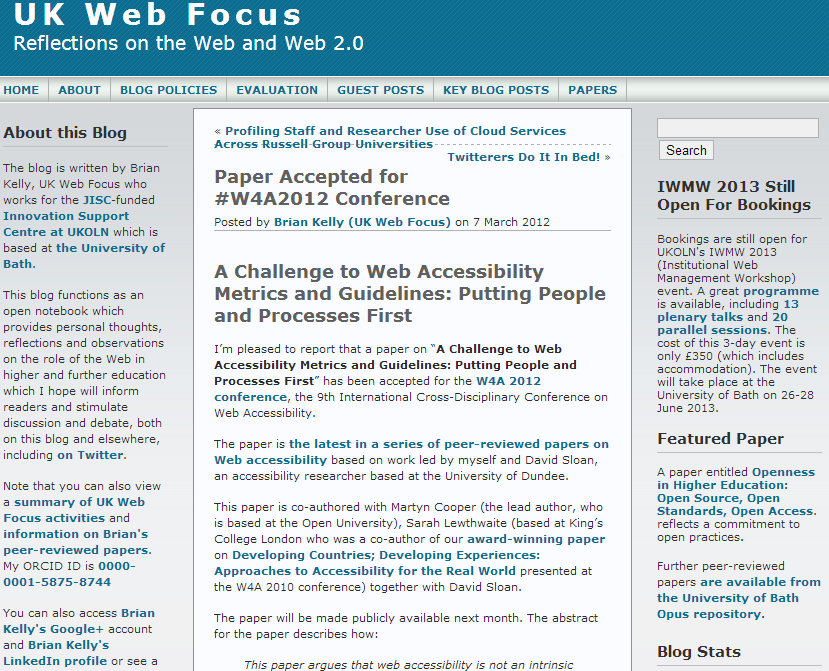 UK Web Focus
Reflections on the Web and Web 2.0
HOME ABOUT BLOG POLICIES EVALUATION GUEST POSTS KEY BLOG POSTS PAPERS
About this Blog
The blog is written by Brian
Kelly, UK Web Focus who
works for the JISC-funded
Innovation Support
Centre at UKOLN which is
based at the University of
Bath.
This blog functions as an
open notebook which
provides personal thoughts,
reflections and observations
on the role of the Web in
higher and further education
which I hope will inform
readers and stimulate
discussion and debate, both
on this blog and elsewhere,
including on Twitter.
Note that you can also view
a summary of UK Web
Focus activities and
information on Brian's
peer-reviewed papers.
My ORCID ID is 0000-
0001-5875-8744
You can also access Brian
Kelly's Google+ account
and Brian Kelly's
LinkedIn profile or see a
« Profiling Staff and Researcher Use of Cloud Services
Across Russell Group Universities
Twitterers Do It In Bed! »
Paper Accepted for
#W4A2012 Conference
Posted by Brian Kelly (UK Web Focus) on 7 March 2012
A Challenge to Web Accessibility
Metrics and Guidelines: Putting People
and Processes First
I’m pleased to report that a paper on “A Challenge to Web
Accessibility Metrics and Guidelines: Putting People and
Processes First” has been accepted for the W4A 2012
conference, the 9th International Cross-Disciplinary Conference on
Web Accessibility.
The paper is the latest in a series of peer-reviewed papers on
Web accessibility based on work led by myself and David Sloan,
an accessibility researcher based at the University of Dundee.
This paper is co-authored with Martyn Cooper (the lead author, who
is based at the Open University), Sarah Lewthwaite (based at King’s
College London who was a co-author of our award-winning paper
on Developing Countries; Developing Experiences:
Approaches to Accessibility for the Real World presented at
the W4A 2010 conference) together with David Sloan.
The paper will be made publicly available next month. The abstract
for the paper describes how:
This paper argues that web accessibility is not an intrinsic
Search
IWMW 2013 Still
Open For Bookings
Bookings are still open for
UKOLN's IWMW 2013
(Institutional Web
Management Workshop)
event. A great programme
is available, including 13
plenary talks and 20
parallel sessions. The
cost of this 3-day event is
only £350 (which includes
accommodation). The event
will take place at the
University of Bath on 26-28
June 2013.
Featured Paper
A paper entitled Openness
in Higher Education:
Open Source, Open
Standards, Open Access.
reflects a commitment to
open practices.
Further peer-reviewed
papers are available from
the University of Bath
Opus repository.
Blog Stats